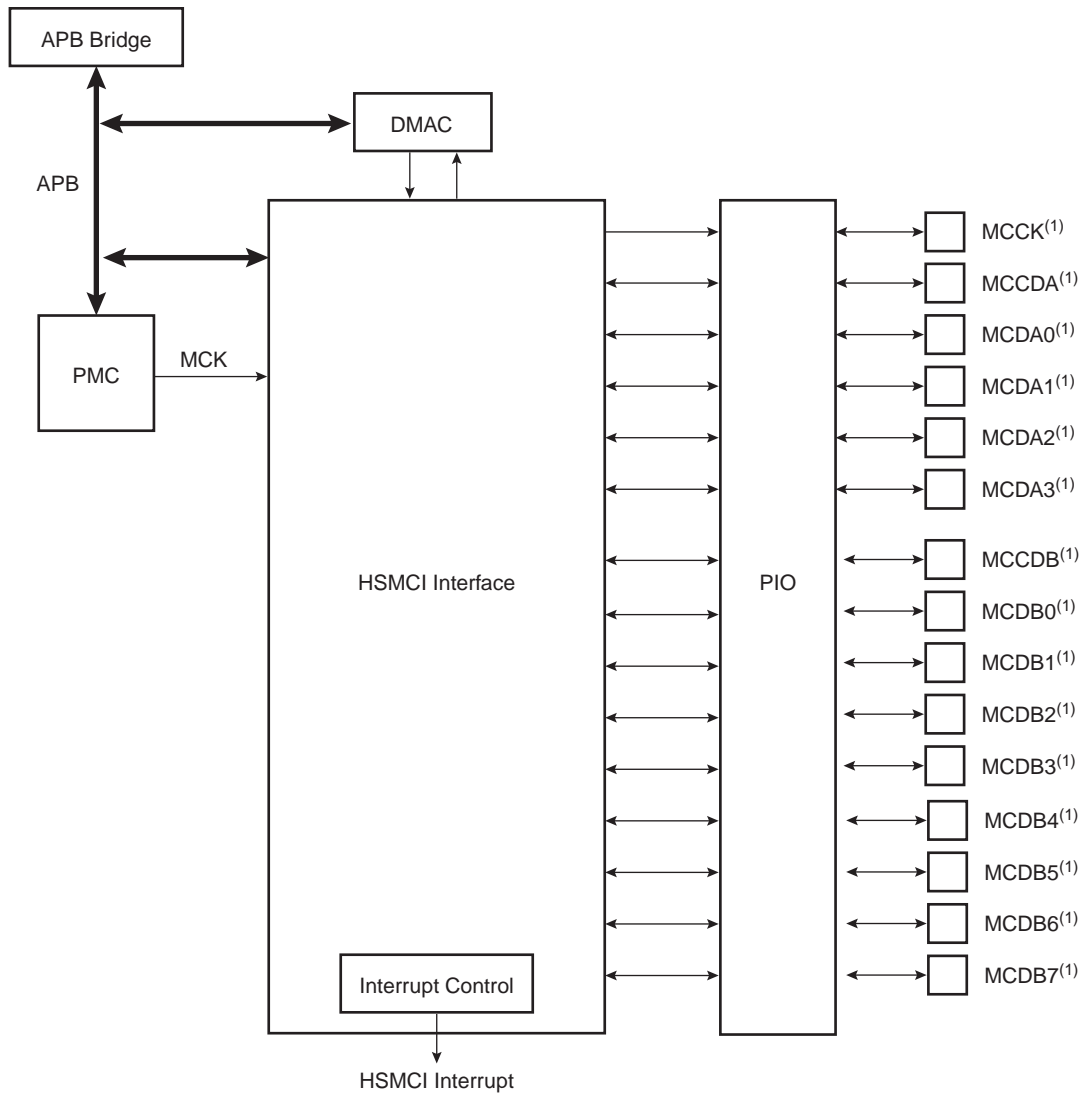 APB Bridge
DMAC
APB
MCCK(1)
MCCDA(1)
MCDA0(1)
PMC
MCK
MCDA1(1)
MCDA2(1)
MCDA3(1)
HSMCI Interface
PIO
MCCDB(1)
MCDB0(1)
MCDB1(1)
MCDB2(1)
MCDB3(1)
MCDB4(1)
MCDB5(1)
MCDB6(1)
MCDB7(1)
Interrupt Control
HSMCI Interrupt